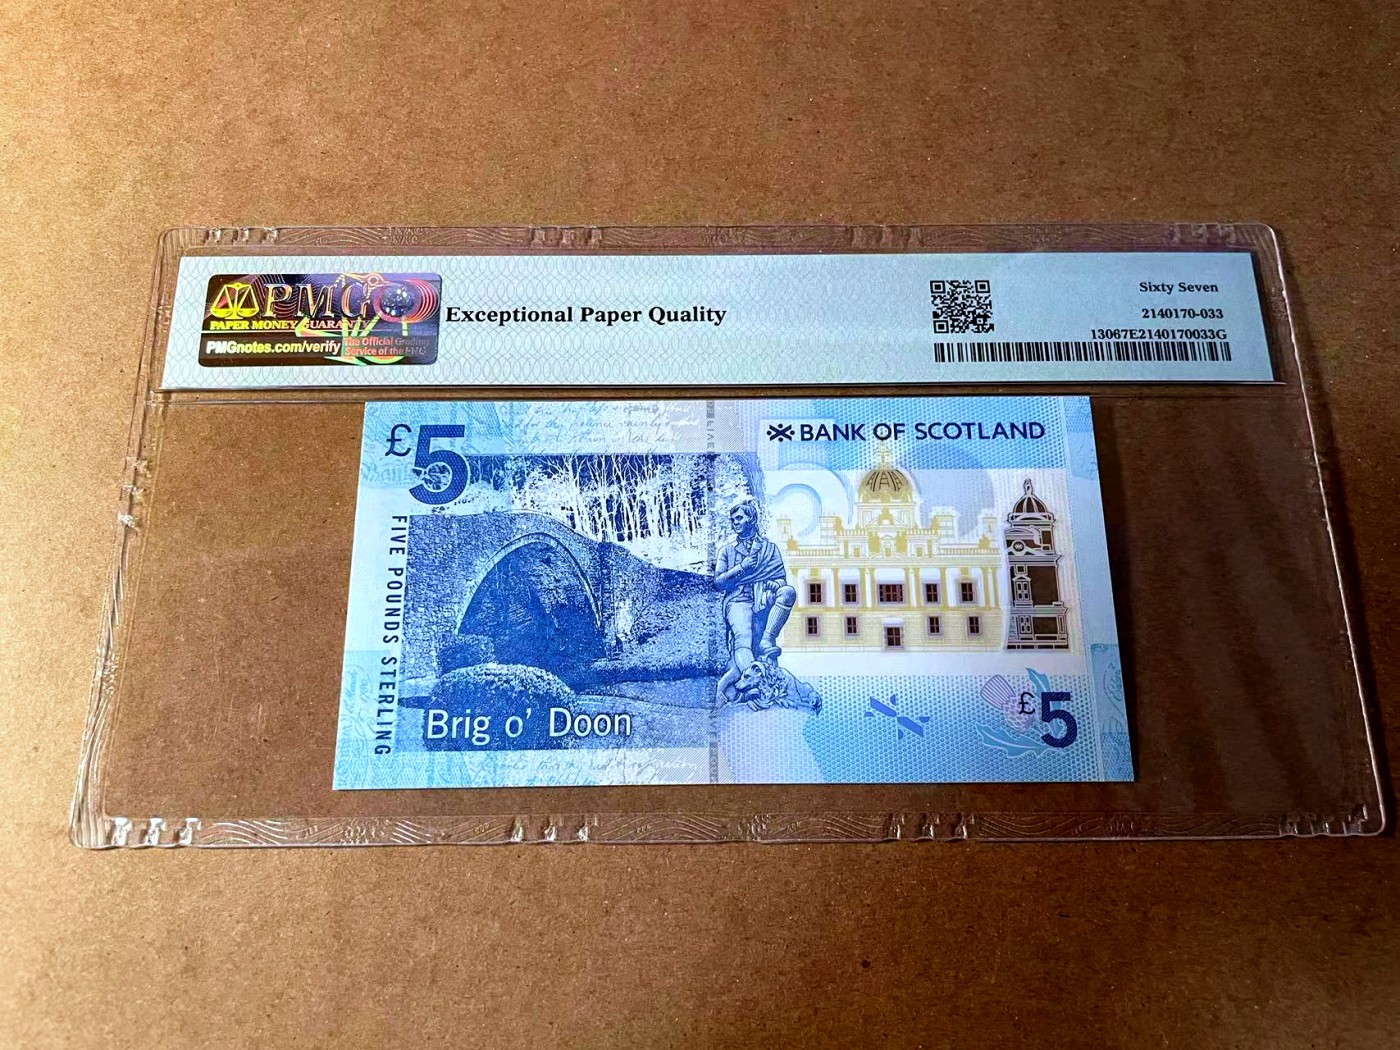 PMG
PAPER MONEY GUARANTY
PMGnotes.com/verify
The Official Grading
Service of the PNG
Exceptional Paper Quality
Sixty Seven
2140170-033
13067E2140170033G
£5
BANK OF SCOTLAND
FIVE POUNDS STERLING
Brig o' Doon
£5